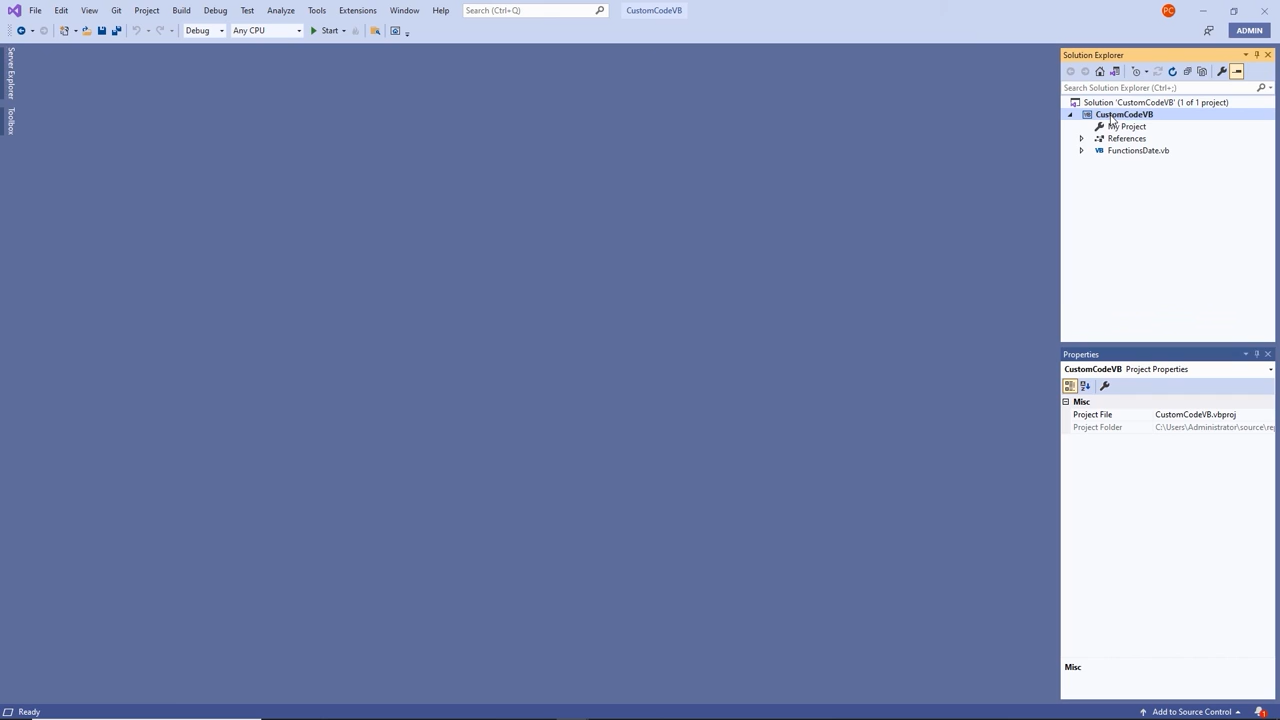 File Edit View Git Project Build Debug Test Analyze Tools Extensions Window Help Search (Ctrl+Q) CustomCodeVB PC
Debug Any CPU Start ADMIN
Server Explorer
Toolbox
Solution Explorer
Search Solution Explorer (Ctrl+;)
Solution 'CustomCodeVB' (1 of 1 project)
VB CustomCodeVB
My Project
References
VB FunctionsDate.vb
Properties
CustomCodeVB Project Properties
Misc
Project File CustomCodeVB.vbproj
Project Folder C:\Users\Administrator\source\re
Misc
Ready Add to Source Control 1